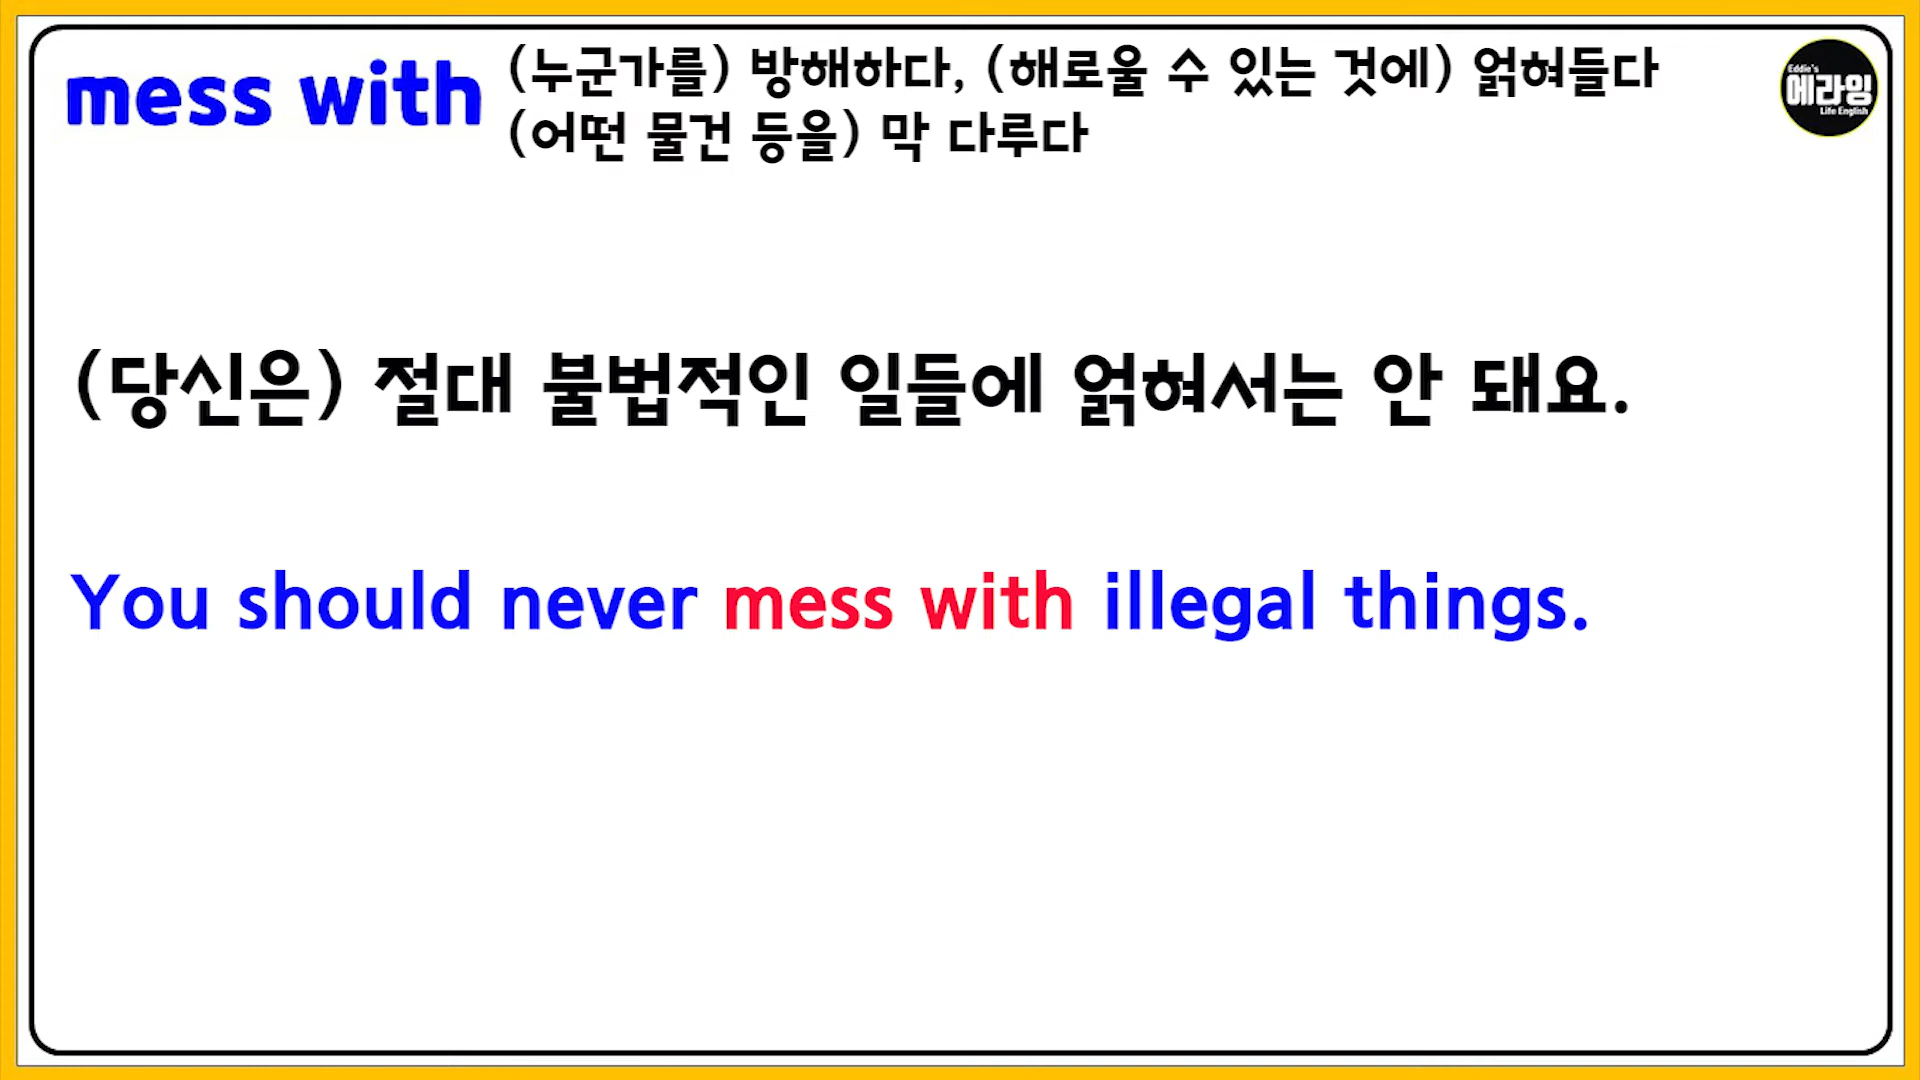 mess with
(누군가를) 방해하다, (해로울 수 있는 것에) 얽혀들다
(어떤 물건 등을) 막 다루다
Eddie's
에라잉
Life English
(당신은) 절대 불법적인 일들에 얽혀서는 안 돼요.
You should never mess with illegal things.